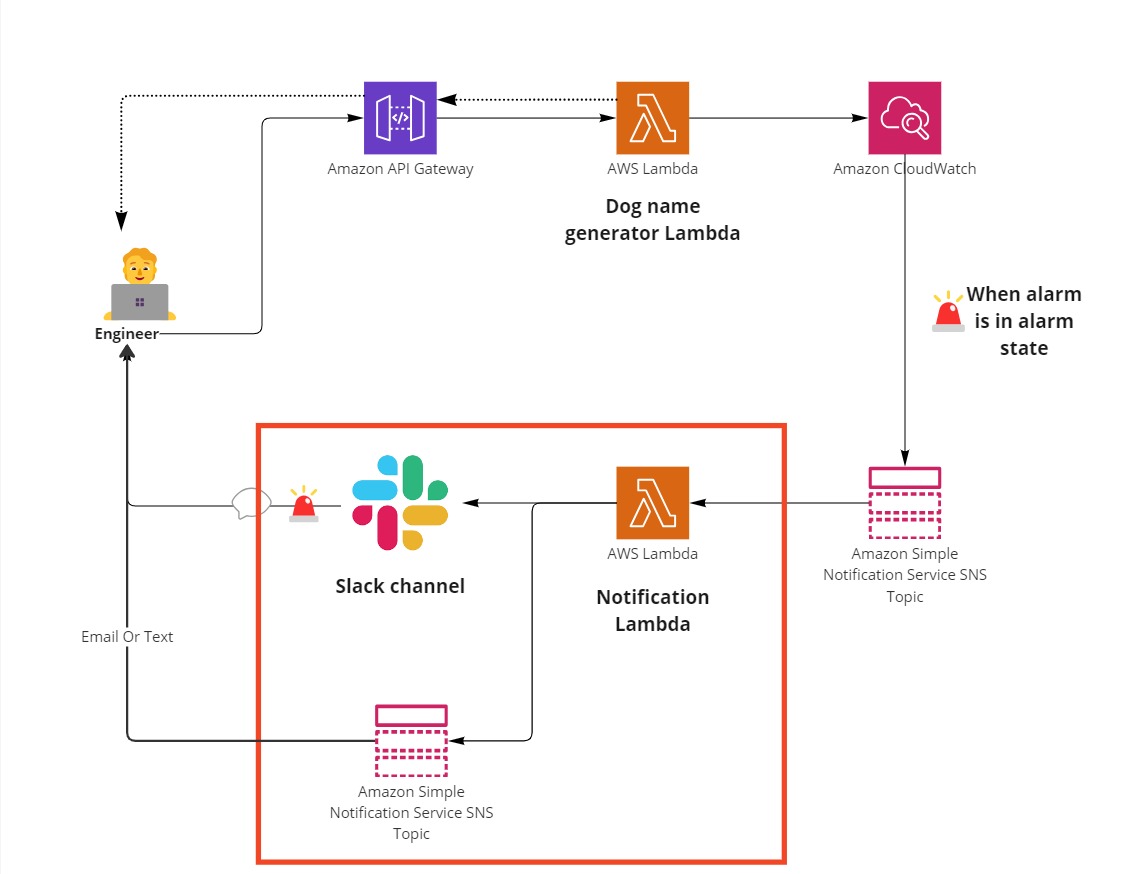 Amazon API Gateway
AWS Lambda
Amazon CloudWatch
Dog name
generator Lambda
When alarm
is in alarm
state
Engineer
AWS Lambda
Notification
Lambda
Amazon Simple
Notification Service SNS
Topic
Slack channel
Email Or Text
Amazon Simple
Notification Service SNS
Topic